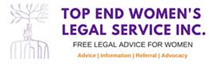 TOP END WOMEN'S
LEGAL SERVICE INC.
FREE LEGAL ADVICE FOR WOMEN
Advice | Information | Referral | Advocacy